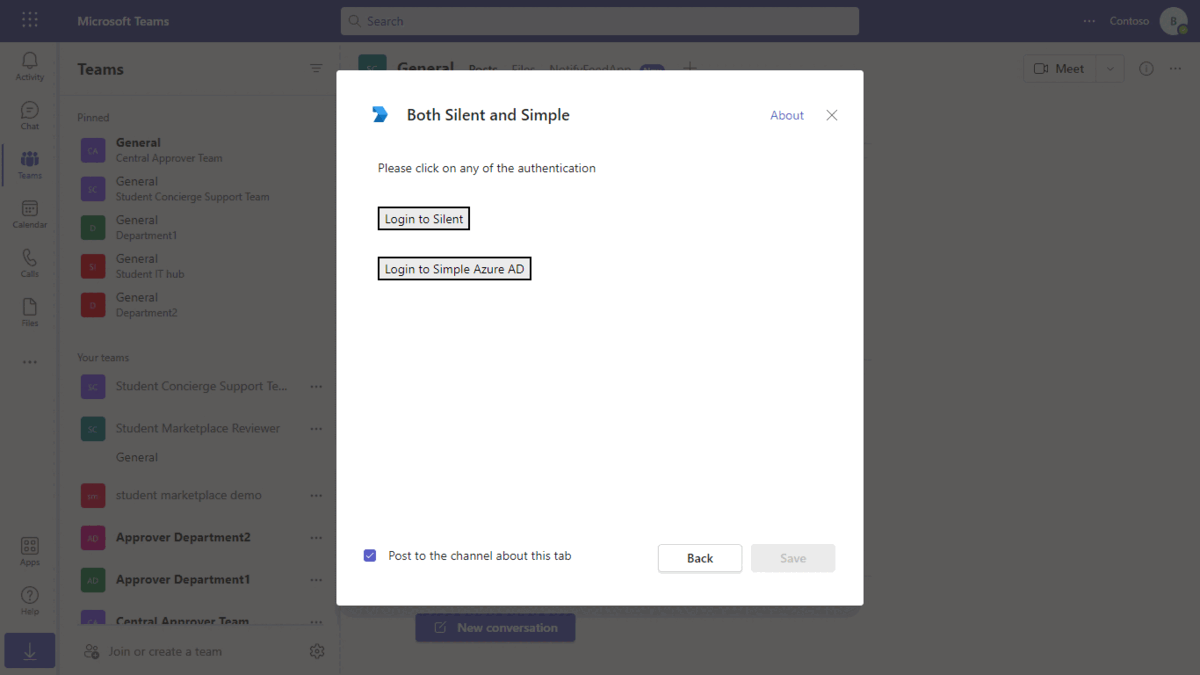 Microsoft Teams
Search
Contoso
B
Activity
Chat
Teams
Calendar
Calls
Files
Apps
Help
Teams
Pinned
CA
General
Central Approver Team
SC
General
Student Concierge Support Team
D
General
Department1
SI
General
Student IT hub
D
General
Department2
Your teams
SC
Student Concierge Support Te...
SC
Student Marketplace Reviewer
General
pm
student marketplace demo
AD
Approver Department2
AD
Approver Department1
CA
Central Approver Team
Join or create a team
General Posts Files NotifyFeedApp
Meet
Both Silent and Simple
About
Please click on any of the authentication
Login to Silent
Login to Simple Azure AD
Post to the channel about this tab
Back
Save
New conversation